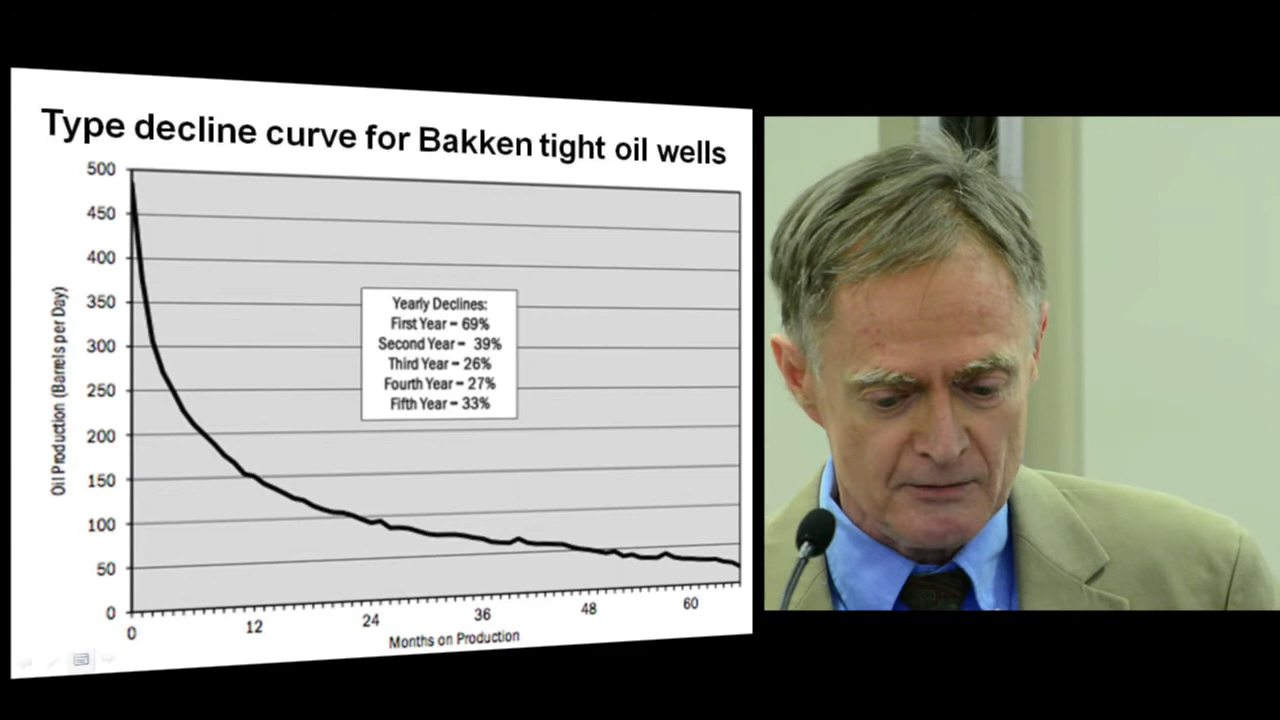 Type decline curve for Bakken tight oil wells
500
450
400
350
300
250
200
150
100
50
0
Oil Production (Barrels per Day)
Yearly Declines:
First Year – 69%
Second Year – 39%
Third Year – 26%
Fourth Year – 27%
Fifth Year – 33%
0
12
24
36
48
60
Months on Production